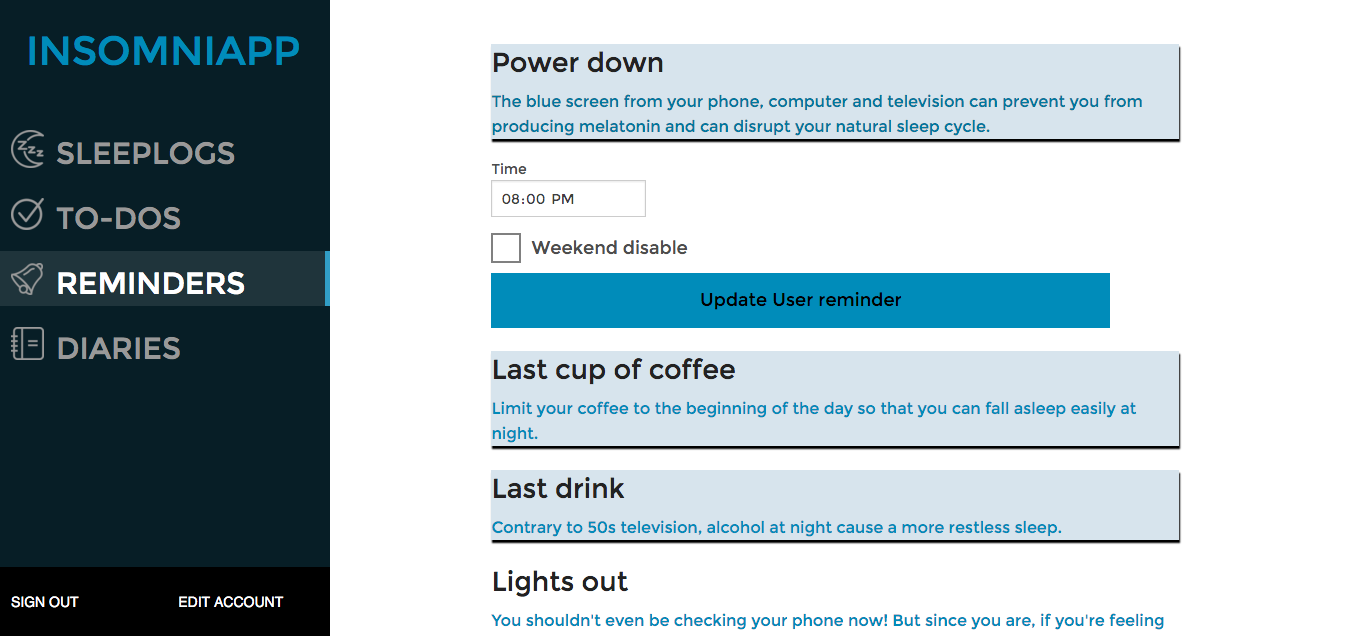 INSOMNIAPP
SLEEPLOGS
TO-DOS
REMINDERS
DIARIES
SIGN OUT
EDIT ACCOUNT
Power down
The blue screen from your phone, computer and television can prevent you from
producing melatonin and can disrupt your natural sleep cycle.
Time
08:00 PM
Weekend disable
Update User reminder
Last cup of coffee
Limit your coffee to the beginning of the day so that you can fall asleep easily at
night.
Last drink
Contrary to 50s television, alcohol at night cause a more restless sleep.
Lights out
You shouldn't even be checking your phone now! But since you are, if you're feeling